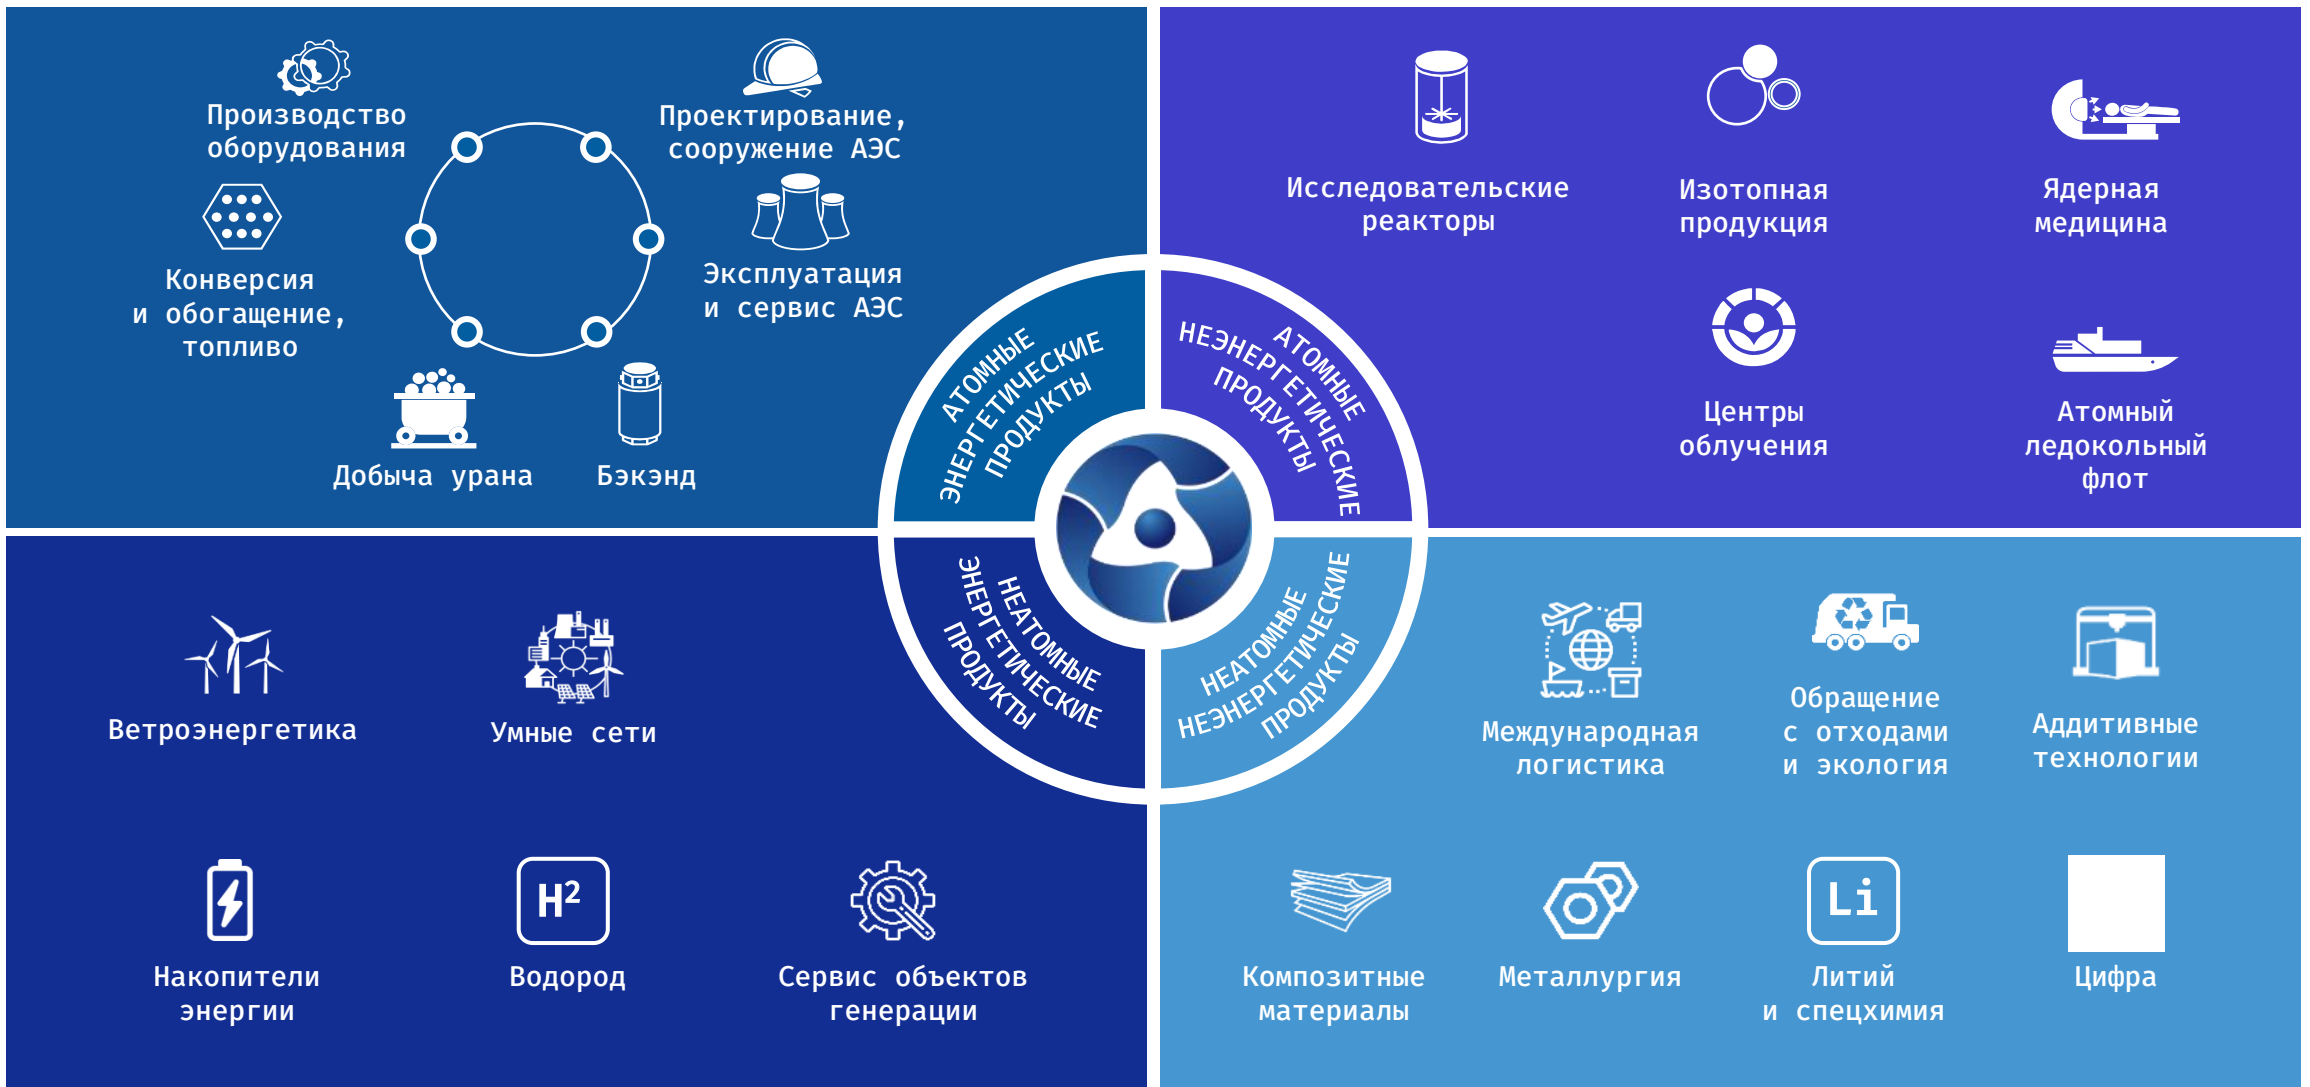 Производство
оборудования
Проектирование,
сооружение АЭС
Конверсия
и обогащение,
топливо
Эксплуатация
и сервис АЭС
Добыча урана
Бэкэнд
АТОМНЫЕ
ЭНЕРГЕТИЧЕСКИЕ
ПРОДУКТЫ
Исследовательские
реакторы
Изотопная
продукция
Ядерная
медицина
Центры
облучения
Атомный
ледокольный
флот
АТОМНЫЕ
НЕЭНЕРГЕТИЧЕСКИЕ
ПРОДУКТЫ
Ветроэнергетика
Умные сети
НЕАТОМНЫЕ
ЭНЕРГЕТИЧЕСКИЕ
ПРОДУКТЫ
Накопители
энергии
H²
Водород
Сервис объектов
генерации
НЕАТОМНЫЕ
НЕЭНЕРГЕТИЧЕСКИЕ
ПРОДУКТЫ
Международная
логистика
Обращение
с отходами
и экология
Аддитивные
технологии
Композитные
материалы
Металлургия
Li
Литий
и спецхимия
Цифра